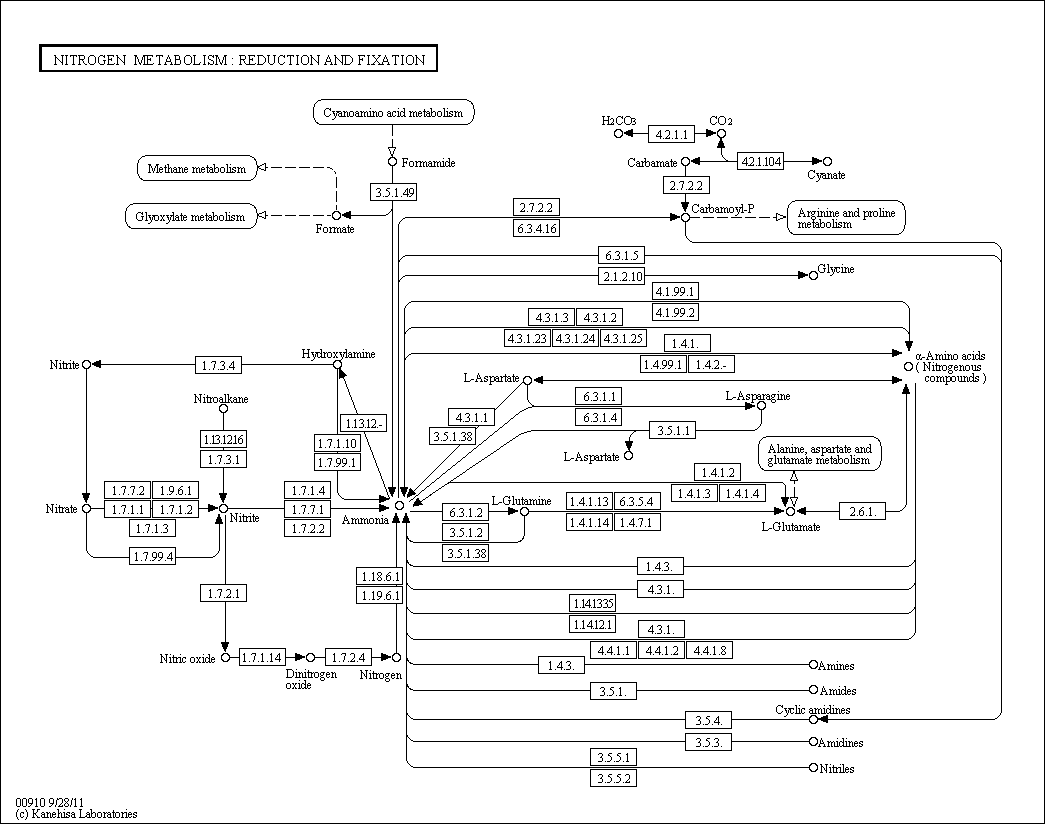 NITROGEN METABOLISM : REDUCTION AND FIXATION
Cyanoamino acid metabolism
H2CO3
CO2
4.2.1.1
Methane metabolism
Formamide
Carbamate
4.2.1.104
Cyanate
3.5.1.49
2.7.2.2
Glyoxylate metabolism
Formate
2.7.2.2
6.3.4.16
Carbamoyl-P
Arginine and proline
metabolism
6.3.1.5
2.1.2.10
Glycine
4.1.99.1
4.1.99.2
4.3.1.3
4.3.1.2
4.3.1.23
4.3.1.24
4.3.1.25
1.4.1.
1.4.99.1
1.4.2.-
α-Amino acids
( Nitrogenous
compounds )
Nitrite
1.7.3.4
Hydroxylamine
L-Aspartate
Nitroalkane
1.13.12.-
6.3.1.1
L-Asparagine
4.3.1.1
6.3.1.4
3.5.1.38
3.5.1.1
1.13.12.16
1.7.3.1
1.7.1.10
1.7.99.1
L-Aspartate
Alanine, aspartate and
glutamate metabolism
1.7.7.2
1.9.6.1
1.7.1.1
1.7.1.2
1.7.1.3
Nitrate
Nitrite
1.7.1.4
1.7.7.1
1.7.2.2
Ammonia
6.3.1.2
3.5.1.2
3.5.1.38
L-Glutamine
1.4.1.13
6.3.5.4
1.4.1.14
1.4.7.1
1.4.1.2
1.4.1.3
1.4.1.4
L-Glutamate
2.6.1.
1.7.99.4
1.18.6.1
1.19.6.1
1.4.3.
4.3.1.
1.7.2.1
1.14.13.35
1.14.12.1
4.3.1.
4.4.1.1
4.4.1.2
4.4.1.8
Nitric oxide
1.7.1.14
Dinitrogen
oxide
1.7.2.4
Nitrogen
1.4.3.
Amines
3.5.1.
Amides
Cyclic amidines
3.5.4.
3.5.3.
Amidines
3.5.5.1
3.5.5.2
Nitriles
00910 9/28/11
(c) Kanehisa Laboratories